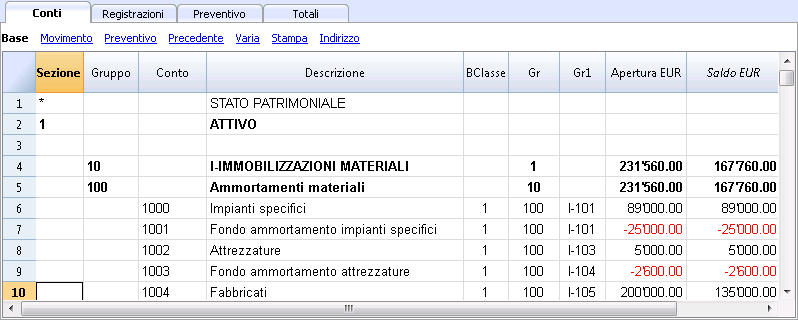 Conti Registrazioni Preventivo Totali
Base Movimento Preventivo Precedente Varia Stampa Indirizzo
Sezione Gruppo Conto Descrizione BClasse Gr Gr1 Apertura EUR Saldo EUR
1 * STATO PATRIMONIALE
2 1 ATTIVO
3
4 10 I-IMMOBILIZZAZIONI MATERIALI 1 231'560.00 167'760.00
5 100 Ammortamenti materiali 10 231'560.00 167'760.00
6 1000 Impianti specifici 1 100 I-101 89'000.00 89'000.00
7 1001 Fondo ammortamento impianti specifici 1 100 I-101 -25'000.00 -25'000.00
8 1002 Attrezzature 1 100 I-103 5'000.00 5'000.00
9 1003 Fondo ammortamento attrezzature 1 100 I-104 -2'600.00 -2'600.00
10 1004 Fabbricati 1 100 I-105 200'000.00 135'000.00